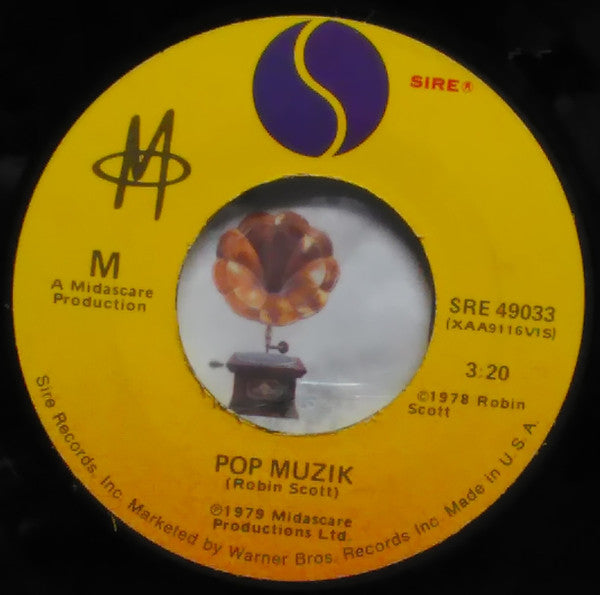 SIRE®
M
M
A Midascare
Production
SRE 49033
(XAA9116V1S)
3:20
©1978 Robin
Scott
POP MUZIK
(Robin Scott)
℗1979 Midascare
Productions Ltd.
Sire Records, Inc. Marketed by Warner Bros. Records Inc. Made in U.S.A.